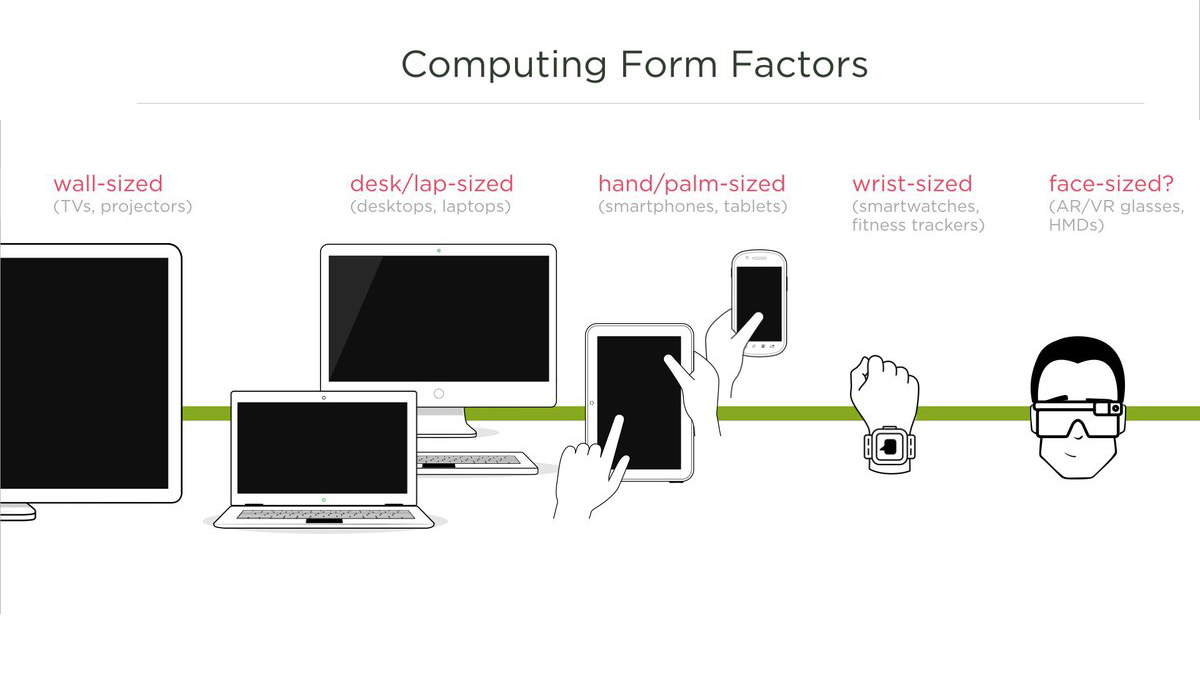 Computing Form Factors
wall-sized
(TVs, projectors)
desk/lap-sized
(desktops, laptops)
hand/palm-sized
(smartphones, tablets)
wrist-sized
(smartwatches,
fitness trackers)
face-sized?
(AR/VR glasses,
HMDs)